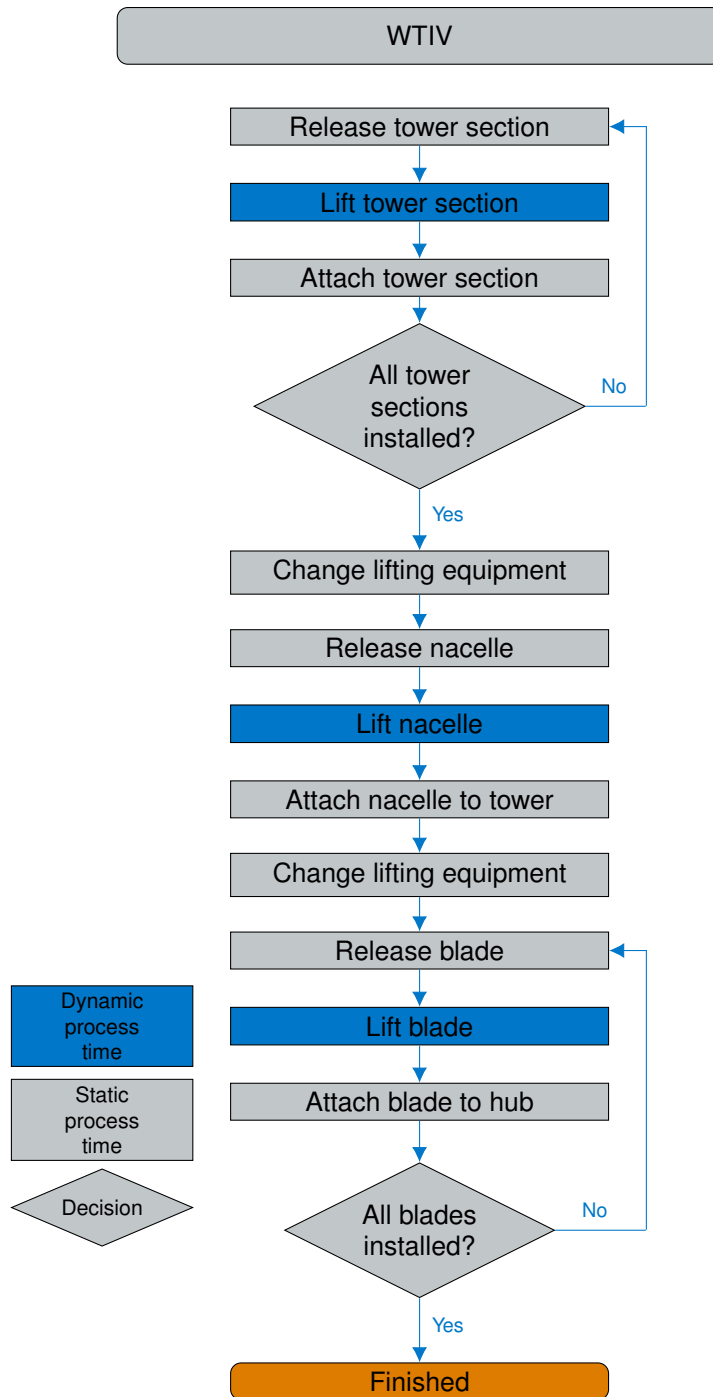 WTIV
Release tower section
Lift tower section
Attach tower section
All tower
sections
installed?
No
Yes
Change lifting equipment
Release nacelle
Lift nacelle
Attach nacelle to tower
Change lifting equipment
Release blade
Lift blade
Attach blade to hub
All blades
installed?
No
Yes
Finished
Dynamic
process
time
Static
process
time
Decision